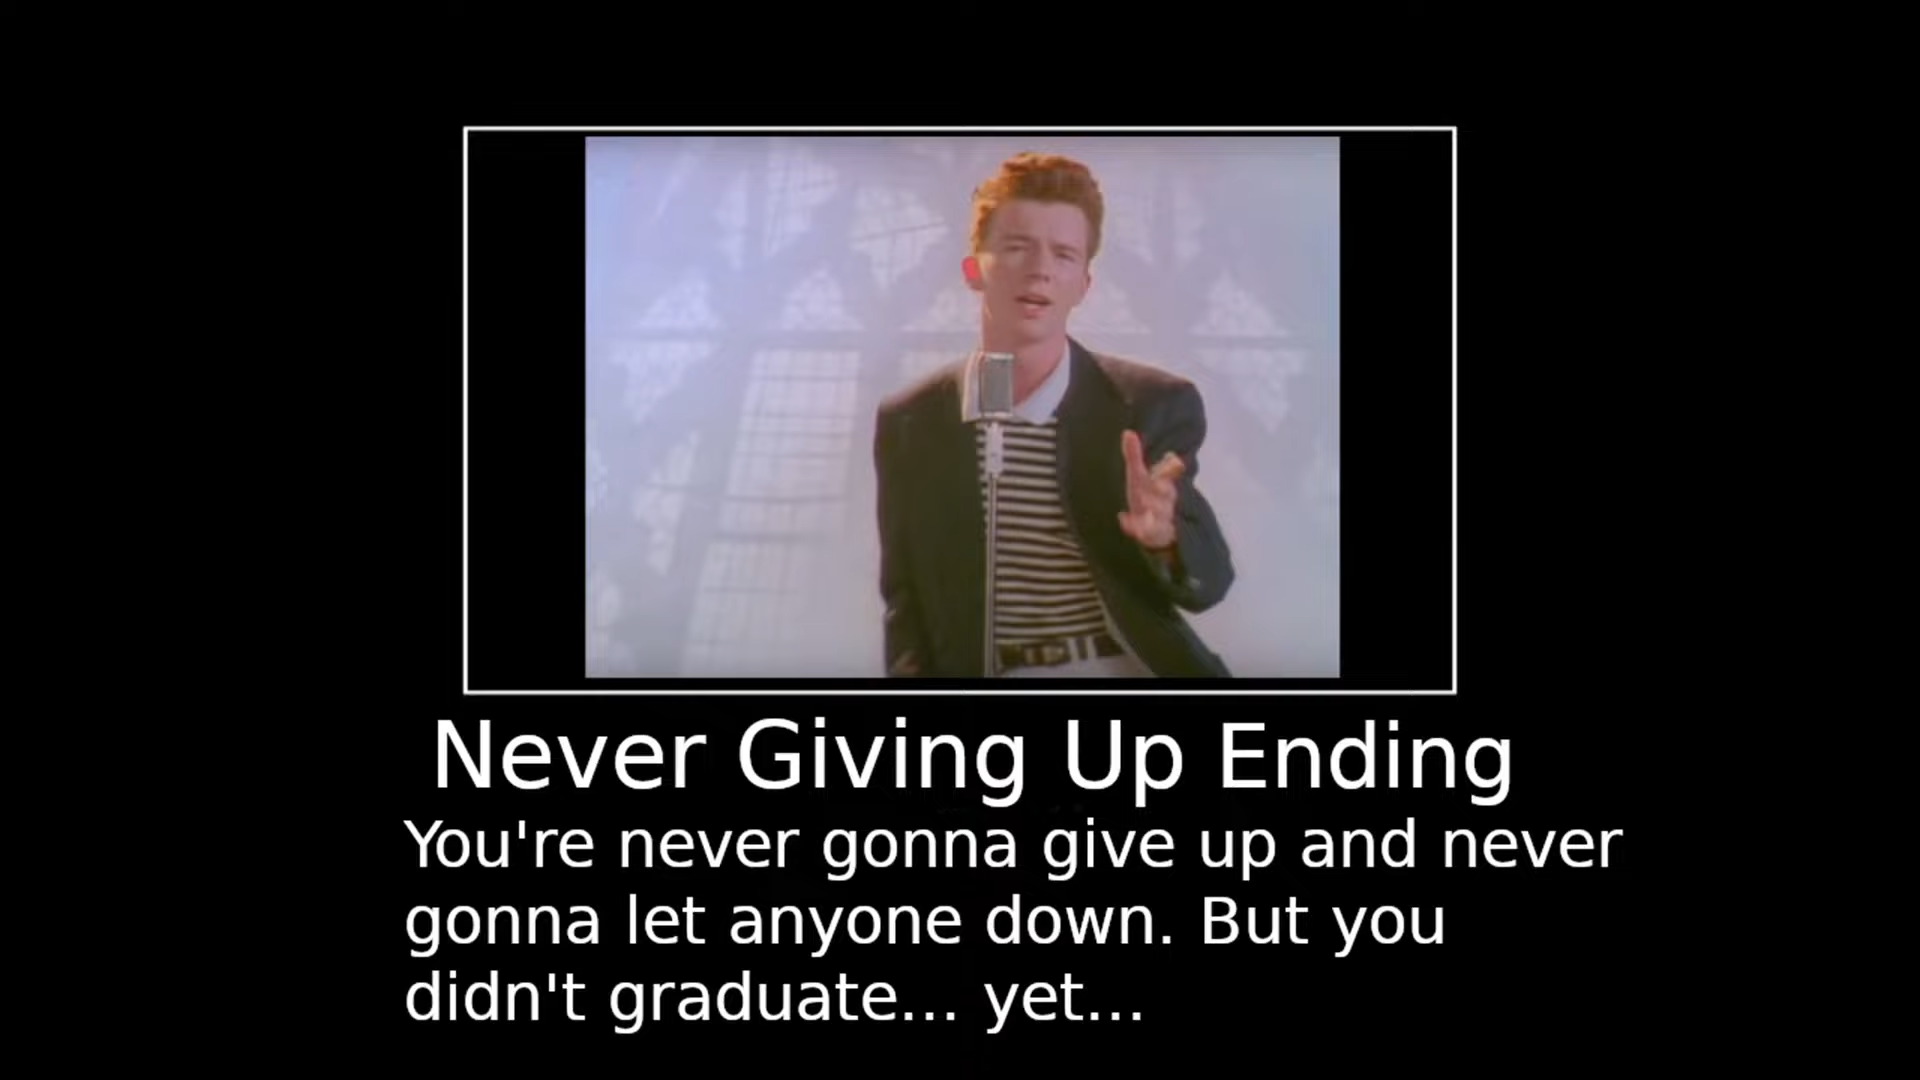 Never Giving Up Ending
You're never gonna give up and never
gonna let anyone down. But you
didn't graduate... yet...